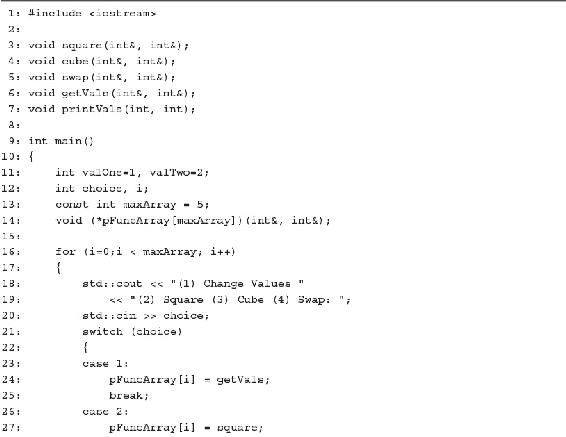 1: #include <iostream>
2:
3: void square(int&, int&);
4: void cube(int&, int&);
5: void swap(int&, int&);
6: void getVals(int&, int&);
7: void printVals(int, int);
8:
9: int main()
10: {
11:     int valOne=1, valTwo=2;
12:     int choice, i;
13:     const int maxArray = 5;
14:     void (*pFuncArray[maxArray])(int&, int&);
15:
16:     for (i=0;i < maxArray; i++)
17:     {
18:         std::cout << "(1) Change Values "
19:             << "(2) Square (3) Cube (4) Swap: ";
20:         std::cin >> choice;
21:         switch (choice)
22:         {
23:         case 1:
24:             pFuncArray[i] = getVals;
25:             break;
26:         case 2:
27:             pFuncArray[i] = square;